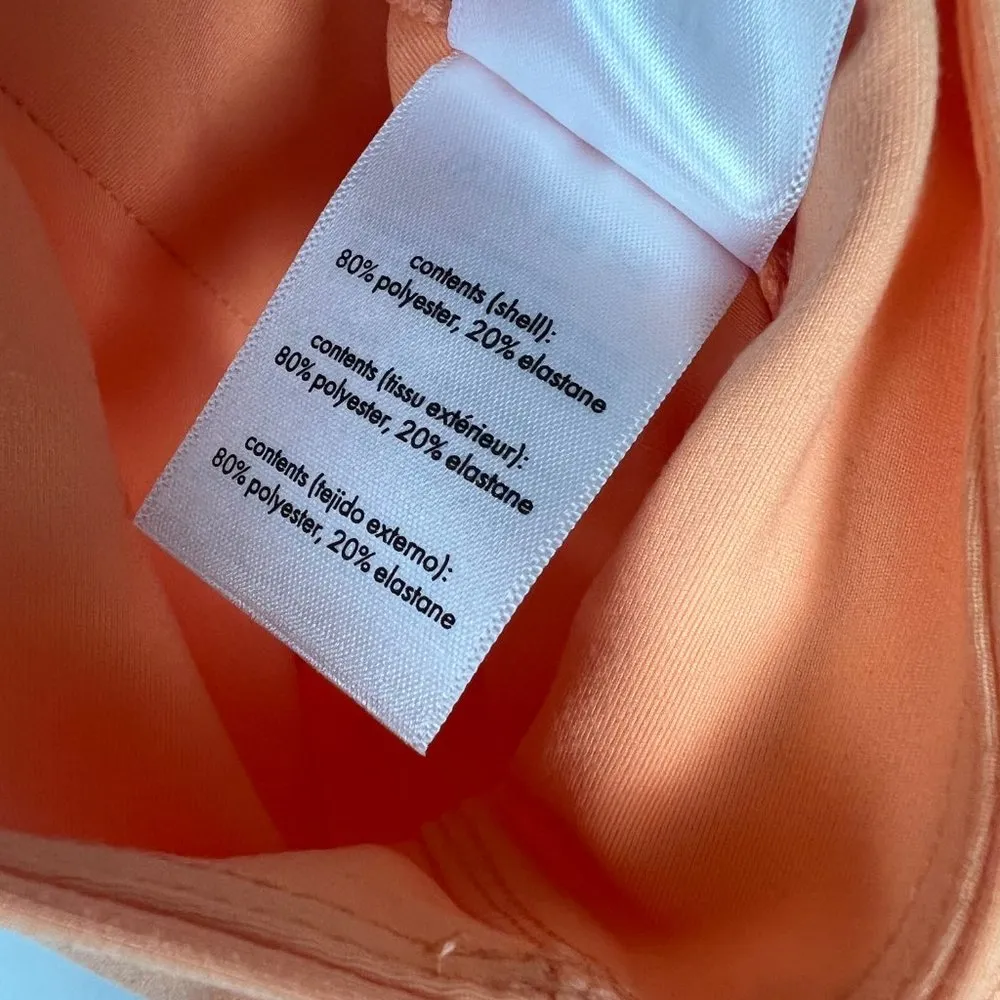 contents (shell):
80% polyester, 20% elastane
contents (tissu extérieur):
80% polyester, 20% elastane
contents (tejido externo):
80% polyester, 20% elastane